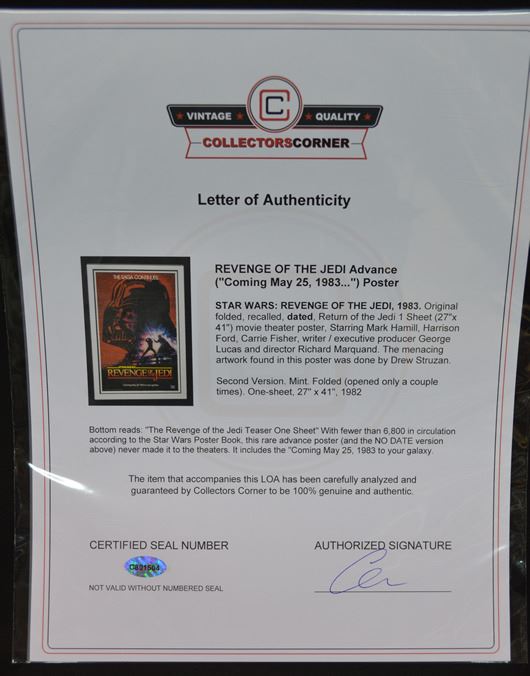 VINTAGE ★ C ★ QUALITY
COLLECTORSCORNER
Letter of Authenticity
REVENGE OF THE JEDI Advance
("Coming May 25, 1983...") Poster
STAR WARS: REVENGE OF THE JEDI, 1983. Original
folded, recalled, dated, Return of the Jedi 1 Sheet (27"x
41") movie theater poster, Starring Mark Hamill, Harrison
Ford, Carrie Fisher, writer / executive producer George
Lucas and director Richard Marquand. The menacing
artwork found in this poster was done by Drew Struzan.
Second Version. Mint. Folded (opened only a couple
times). One-sheet, 27" x 41", 1982
THE SAGA CONTINUES
STAR WARS
REVENGE OF THE JEDI
Bottom reads: "The Revenge of the Jedi Teaser One Sheet" With fewer than 6,800 in circulation
according to the Star Wars Poster Book, this rare advance poster (and the NO DATE version
above) never made it to the theaters. It includes the "Coming May 25, 1983 to your galaxy.
The item that accompanies this LOA has been carefully analyzed and
guaranteed by Collectors Corner to be 100% genuine and authentic.
CERTIFIED SEAL NUMBER
AUTHORIZED SIGNATURE
NOT VALID WITHOUT NUMBERED SEAL